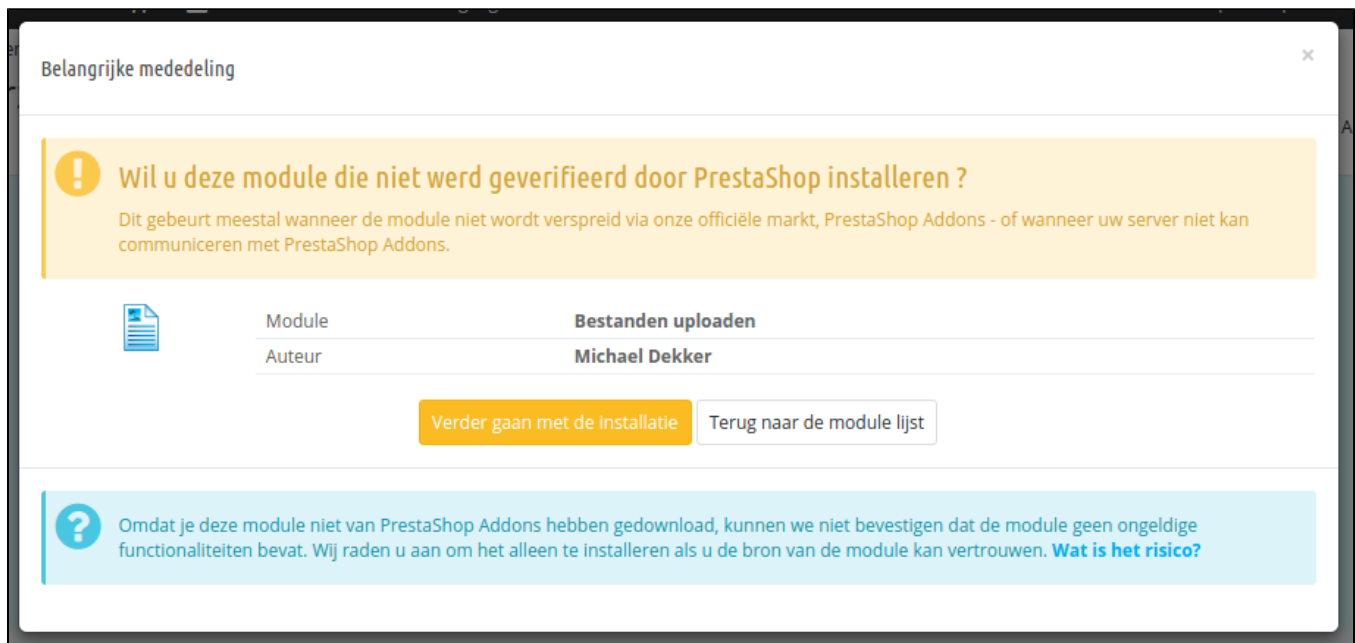 Belangrijke mededeling
×
Wil u deze module die niet werd geverifieerd door PrestaShop installeren ?
Dit gebeurt meestal wanneer de module niet wordt verspreid via onze officiële markt, PrestaShop Addons - of wanneer uw server niet kan
communiceren met PrestaShop Addons.
Module Bestanden uploaden
Auteur Michael Dekker
Verder gaan met de installatie Terug naar de module lijst
Omdat je deze module niet van PrestaShop Addons hebben gedownload, kunnen we niet bevestigen dat de module geen ongeldige
functionaliteiten bevat. Wij raden u aan om het alleen te installeren als u de bron van de module kan vertrouwen. Wat is het risico?